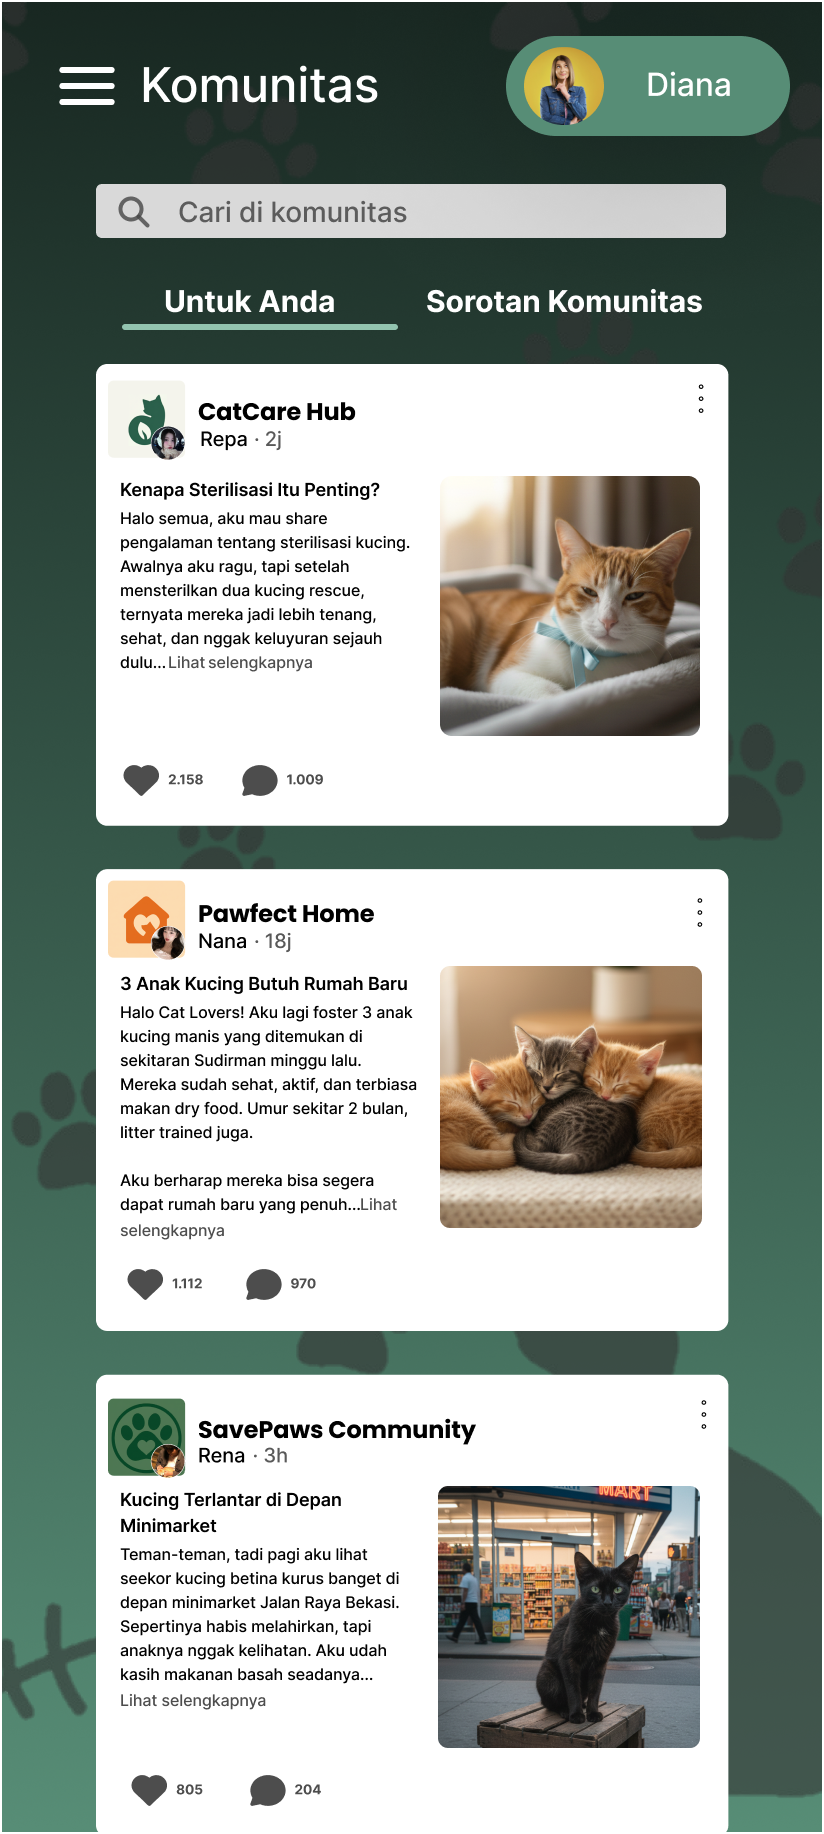 Komunitas
Diana
Cari di komunitas
Untuk Anda
Sorotan Komunitas
CatCare Hub
Repa · 2j
Kenapa Sterilisasi Itu Penting?
Halo semua, aku mau share
pengalaman tentang sterilisasi kucing.
Awalnya aku ragu, tapi setelah
mensterilkan dua kucing rescue,
ternyata mereka jadi lebih tenang,
sehat, dan nggak keluyuran sejauh
dulu... Lihat selengkapnya
2.158
1.009
Pawfect Home
Nana · 18j
3 Anak Kucing Butuh Rumah Baru
Halo Cat Lovers! Aku lagi foster 3 anak
kucing manis yang ditemukan di
sekitaran Sudirman minggu lalu.
Mereka sudah sehat, aktif, dan terbiasa
makan dry food. Umur sekitar 2 bulan,
litter trained juga.
Aku berharap mereka bisa segera
dapat rumah baru yang penuh...Lihat
selengkapnya
1.112
970
SavePaws Community
Rena · 3h
Kucing Terlantar di Depan
Minimarket
Teman-teman, tadi pagi aku lihat
seekor kucing betina kurus banget di
depan minimarket Jalan Raya Bekasi.
Sepertinya habis melahirkan, tapi
anaknya nggak kelihatan. Aku udah
kasih makanan basah seadanya...
Lihat selengkapnya
MART
805
204